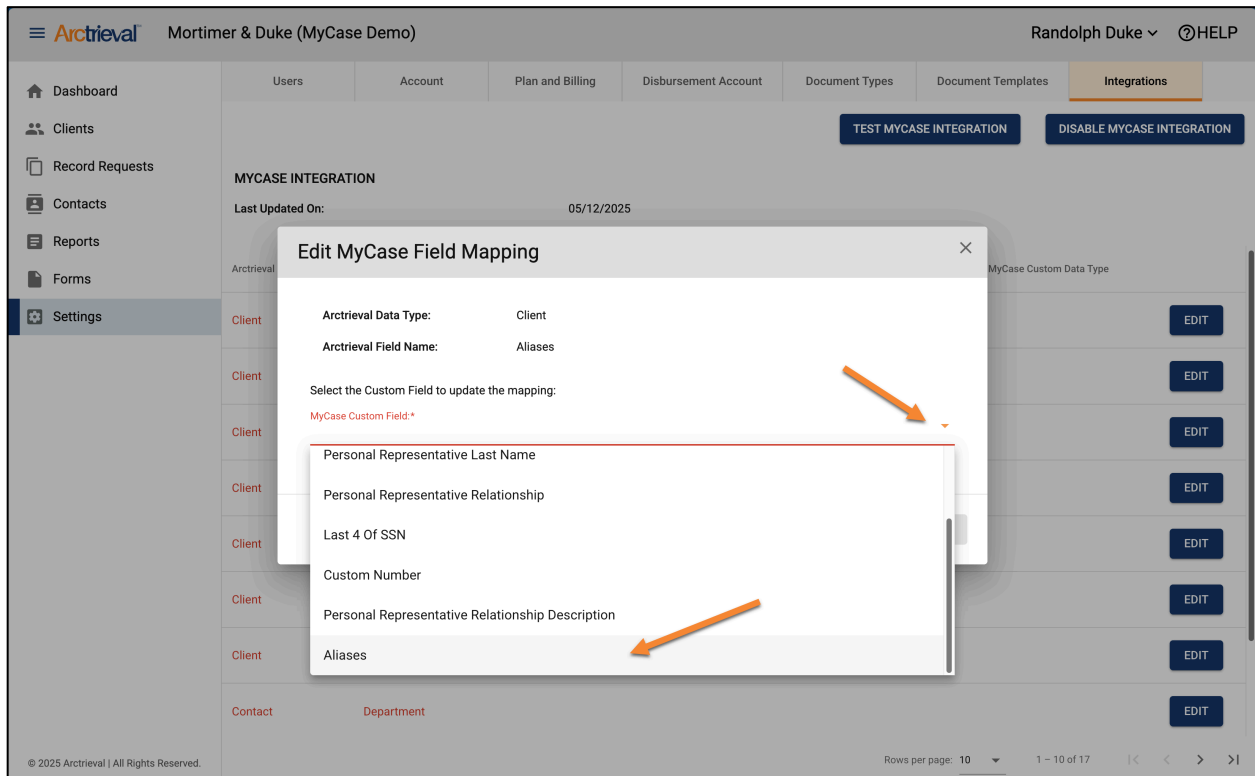 Arctrieval
Mortimer & Duke (MyCase Demo)
Randolph Duke
HELP
Dashboard
Clients
Record Requests
Contacts
Reports
Forms
Settings
Users
Account
Plan and Billing
Disbursement Account
Document Types
Document Templates
Integrations
TEST MYCASE INTEGRATION
DISABLE MYCASE INTEGRATION
MYCASE INTEGRATION
Last Updated On: 05/12/2025
Arctrieval
MyCase Custom Data Type
Edit MyCase Field Mapping
Arctrieval Data Type: Client
Arctrieval Field Name: Aliases
Select the Custom Field to update the mapping:
MyCase Custom Field:*
Personal Representative Last Name
Personal Representative Relationship
Last 4 Of SSN
Custom Number
Personal Representative Relationship Description
Aliases
Client
EDIT
Client
EDIT
Client
EDIT
Client
EDIT
Client
EDIT
Client
EDIT
Client
EDIT
Contact Department
EDIT
Rows per page: 10
1 – 10 of 17
© 2025 Arctrieval | All Rights Reserved.